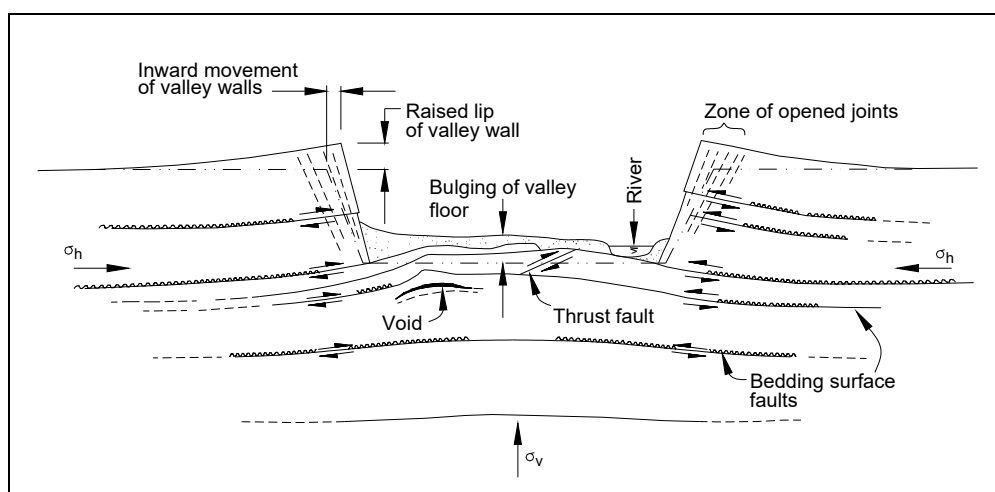 Inward movement
of valley walls
Raised lip
of valley wall
Zone of opened joints
Bulging of valley
floor
River
σh
σh
Void
Thrust fault
Bedding surface
faults
σv